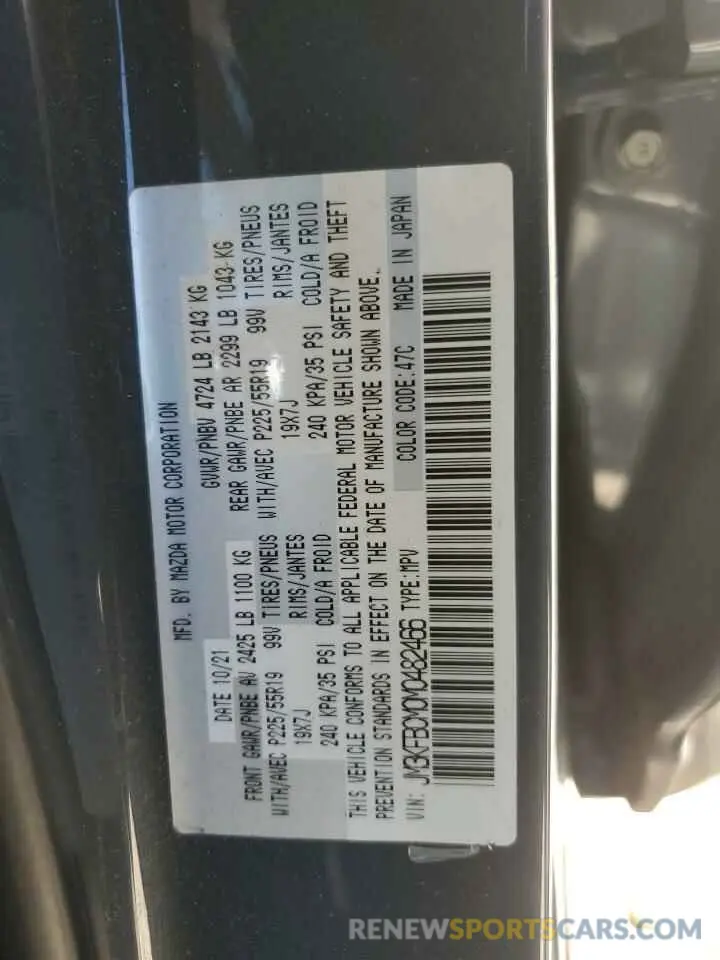 MFD. BY MAZDA MOTOR CORPORATION
DATE 10/21 GVWR/PNBV 4724 LB 2143 KG
FRONT GAWR/PNBE AV 2425 LB 1100 KG REAR GAWR/PNBE AR 2299 LB 1043 KG
WITH/AVEC P225/55R19 99V TIRES/PNEUS WITH/AVEC P225/55R19 99V TIRES/PNEUS
19X7J RIMS/JANTES 19X7J RIMS/JANTES
240 KPA/35 PSI COLD/A FROID 240 KPA/35 PSI COLD/A FROID
THIS VEHICLE CONFORMS TO ALL APPLICABLE FEDERAL MOTOR VEHICLE SAFETY AND THEFT
PREVENTION STANDARDS IN EFFECT ON THE DATE OF MANUFACTURE SHOWN ABOVE.
VIN: JM3KFBCM0M0482466 TYPE:MPV COLOR CODE:47C MADE IN JAPAN
RENEWSPORTSCARS.COM